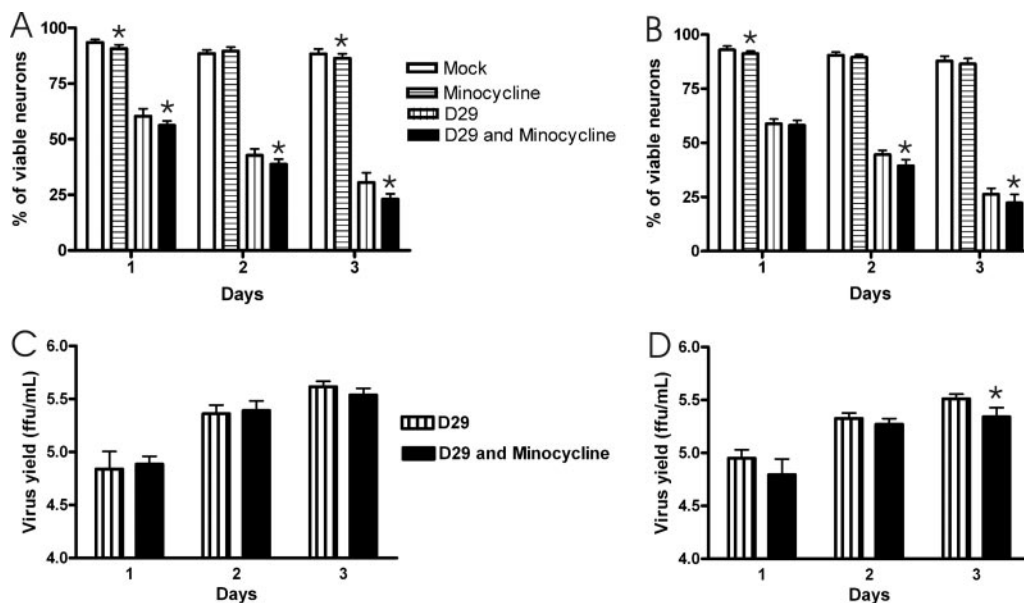 A
% of viable neurons
100
75
50
25
0
* * * * *
1 2 3
Days
Mock
Minocycline
D29
D29 and Minocycline
B
% of viable neurons
100
75
50
25
0
* * *
1 2 3
Days
C
Virus yield (ffu/mL)
6.0
5.5
5.0
4.5
4.0
1 2 3
Days
D29
D29 and Minocycline
D
Virus yield (ffu/mL)
6.0
5.5
5.0
4.5
4.0
*
1 2 3
Days